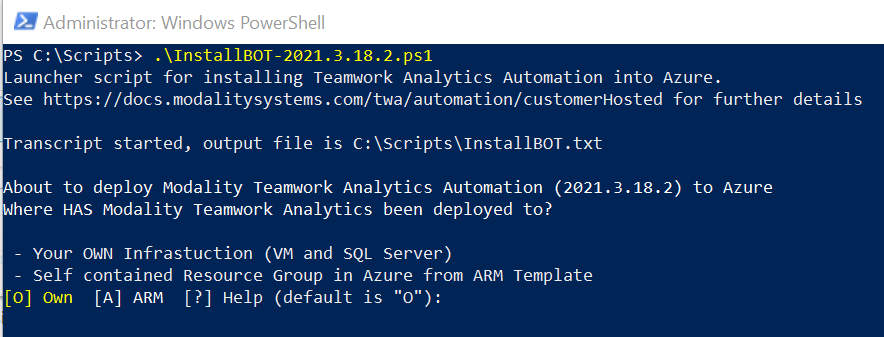 Administrator: Windows PowerShell
PS C:\Scripts> .\InstallBOT-2021.3.18.2.ps1
Launcher script for installing Teamwork Analytics Automation into Azure.
See https://docs.modalitysystems.com/twa/automation/customerHosted for further details
Transcript started, output file is C:\Scripts\InstallBOT.txt
About to deploy Modality Teamwork Analytics Automation (2021.3.18.2) to Azure
Where HAS Modality Teamwork Analytics been deployed to?
- Your OWN Infrastuction (VM and SQL Server)
- Self contained Resource Group in Azure from ARM Template
[O] Own  [A] ARM  [?] Help (default is "O"):